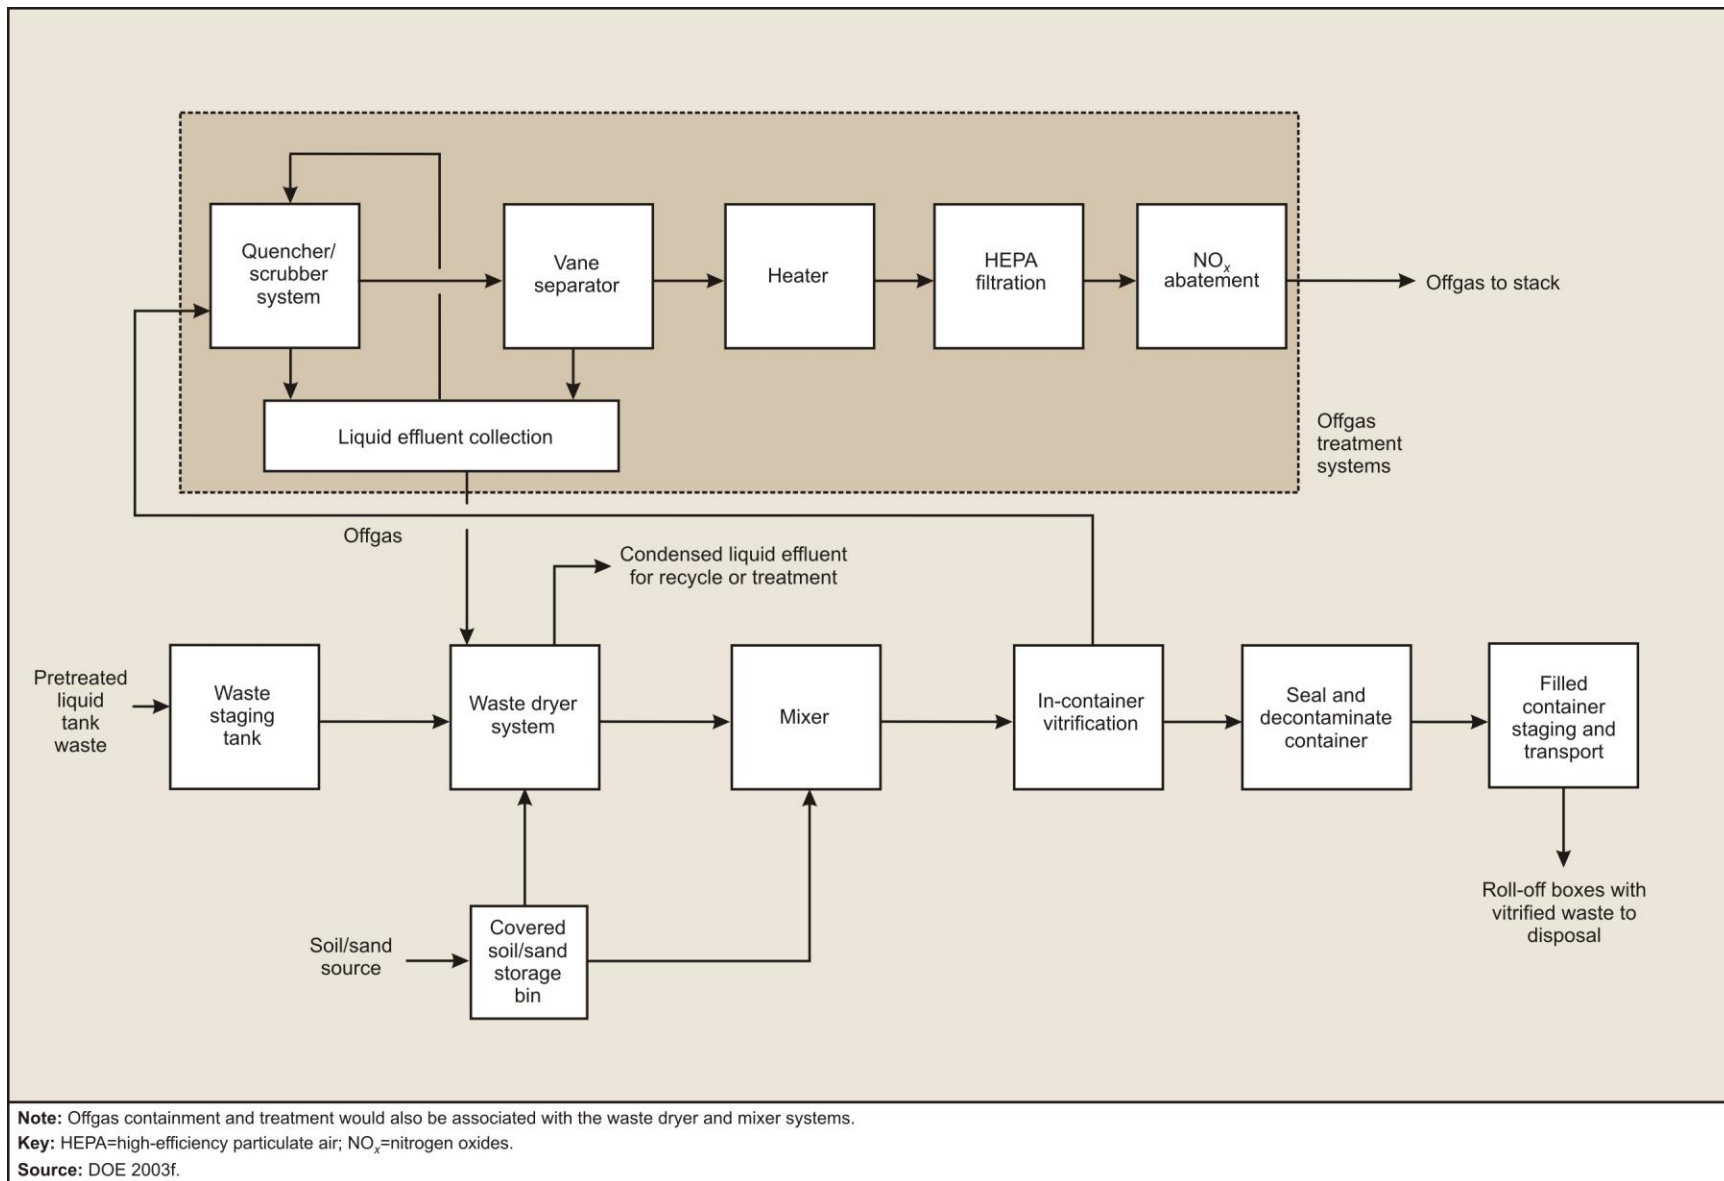 Quencher/
scrubber
system
Vane
separator
Heater
HEPA
filtration
NOx
abatement
Offgas to stack
Liquid effluent collection
Offgas
treatment
systems
Offgas
Condensed liquid effluent
for recycle or treatment
Pretreated
liquid
tank
waste
Waste
staging
tank
Waste dryer
system
Mixer
In-container
vitrification
Seal and
decontaminate
container
Filled
container
staging and
transport
Roll-off boxes with
vitrified waste to
disposal
Soil/sand
source
Covered
soil/sand
storage
bin
Note: Offgas containment and treatment would also be associated with the waste dryer and mixer systems.
Key: HEPA=high-efficiency particulate air; NOx=nitrogen oxides.
Source: DOE 2003f.